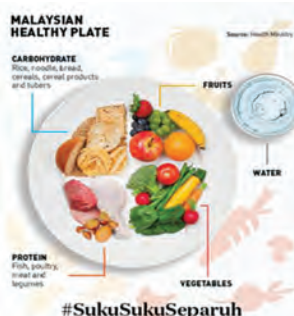 MALAYSIAN
HEALTHY PLATE
Source: Health Ministry
CARBOHYDRATE
Rice, noodle, bread,
cereals, cereal products
and tubers
FRUITS
WATER
PROTEIN
Fish, poultry,
meat and
legumes
VEGETABLES
#SukuSukuSeparuh